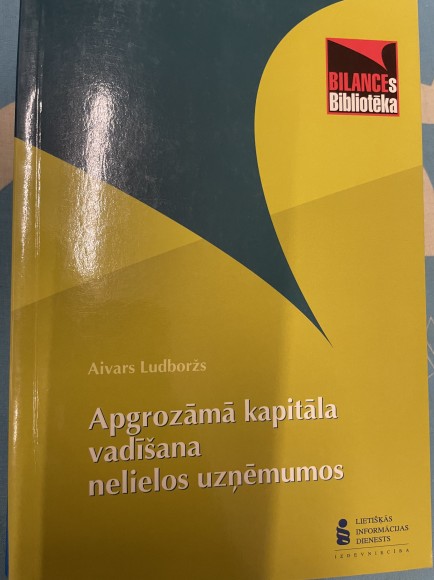 BILANCEs
Bibliotēka
Aivars Ludboržs
Apgrozāmā kapitāla
vadīšana
nelielos uzņēmumos
LIETIŠĶĀS
INFORMĀCIJAS
DIENESTS
IZDEVNIECĪBA